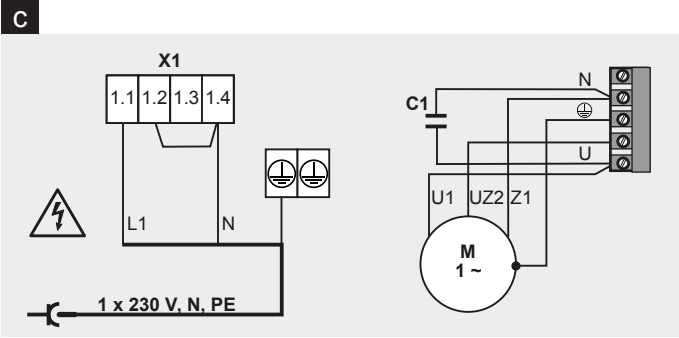 C
X1
1.1 1.2 1.3 1.4
L1 N
1 x 230 V, N, PE
N
C1
U
U1 UZ2 Z1
M
1 ~